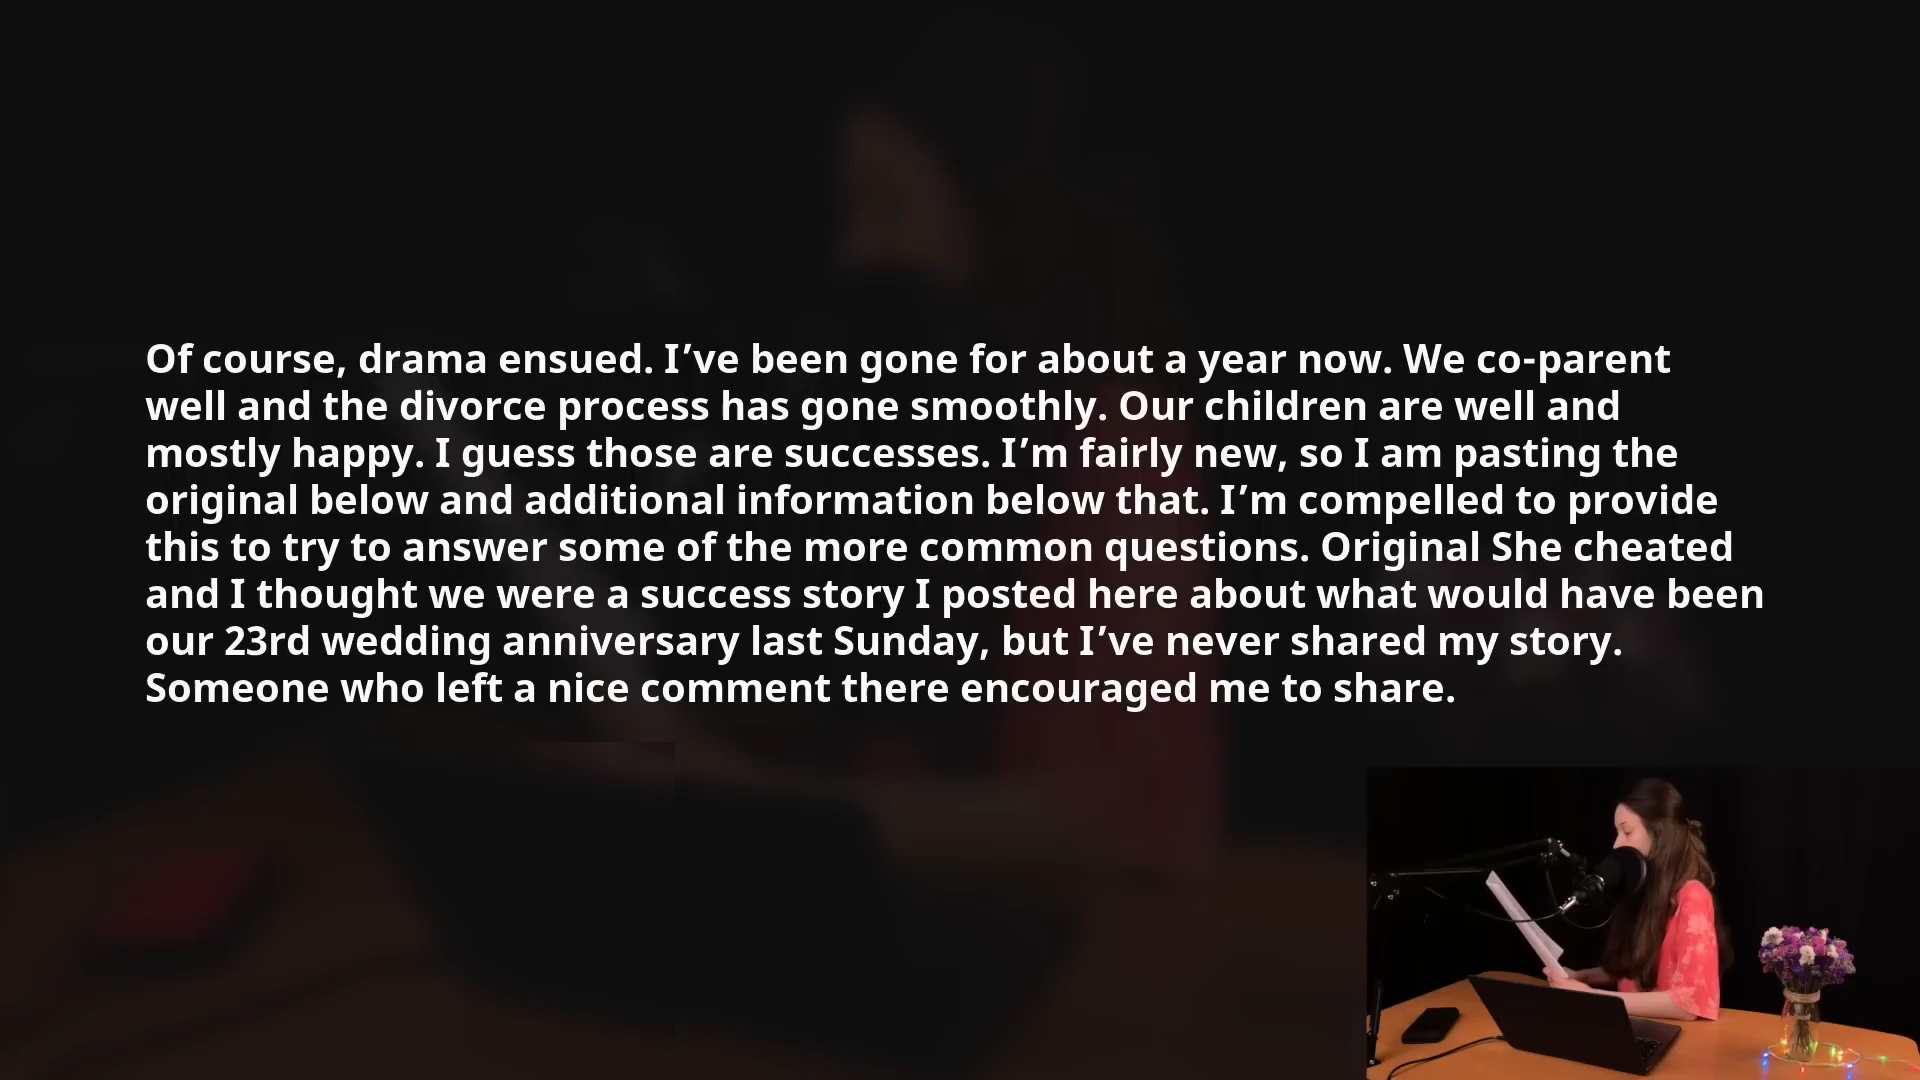 Of course, drama ensued. I’ve been gone for about a year now. We co-parent
well and the divorce process has gone smoothly. Our children are well and
mostly happy. I guess those are successes. I’m fairly new, so I am pasting the
original below and additional information below that. I’m compelled to provide
this to try to answer some of the more common questions. Original She cheated
and I thought we were a success story I posted here about what would have been
our 23rd wedding anniversary last Sunday, but I’ve never shared my story.
Someone who left a nice comment there encouraged me to share.